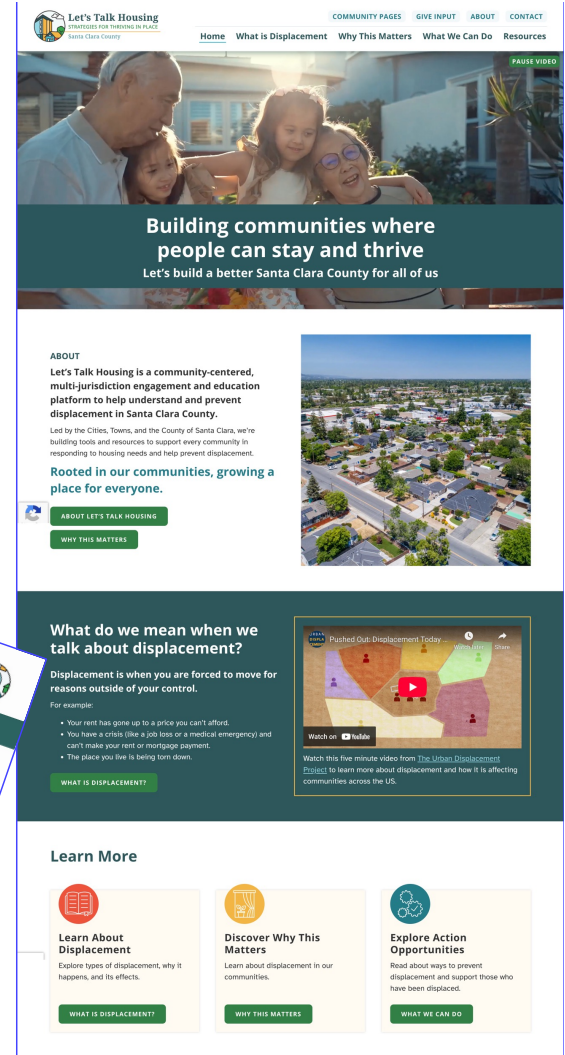 Let's Talk Housing
STRATEGIES FOR THRIVING IN PLACE
Santa Clara County
COMMUNITY PAGES GIVE INPUT ABOUT CONTACT
Home What is Displacement Why This Matters What We Can Do Resources
PAUSE VIDEO
Building communities where
people can stay and thrive
Let's build a better Santa Clara County for all of us
ABOUT
Let's Talk Housing is a community-centered,
multi-jurisdiction engagement and education
platform to help understand and prevent
displacement in Santa Clara County.
Led by the Cities, Towns, and the County of Santa Clara, we're
building tools and resources to support every community in
responding to housing needs and help prevent displacement.
Rooted in our communities, growing a
place for everyone.
ABOUT LET'S TALK HOUSING
WHY THIS MATTERS
What do we mean when we
talk about displacement?
Displacement is when you are forced to move for
reasons outside of your control.
For example:
• Your rent has gone up to a price you can't afford.
• You have a crisis (like a job loss or a medical emergency) and
can't make your rent or mortgage payment.
• The place you live is being torn down.
WHAT IS DISPLACEMENT?
URBAN
DISPLA
Pushed Out: Displacement Today ...
Watch later Share
Watch on YouTube
Watch this five minute video from The Urban Displacement
Project to learn more about displacement and how it is affecting
communities across the US.
Learn More
Learn About
Displacement
Explore types of displacement, why it
happens, and its effects.
WHAT IS DISPLACEMENT?
Discover Why This
Matters
Learn about displacement in our
communities.
WHY THIS MATTERS
Explore Action
Opportunities
Read about ways to prevent
displacement and support those who
have been displaced.
WHAT WE CAN DO